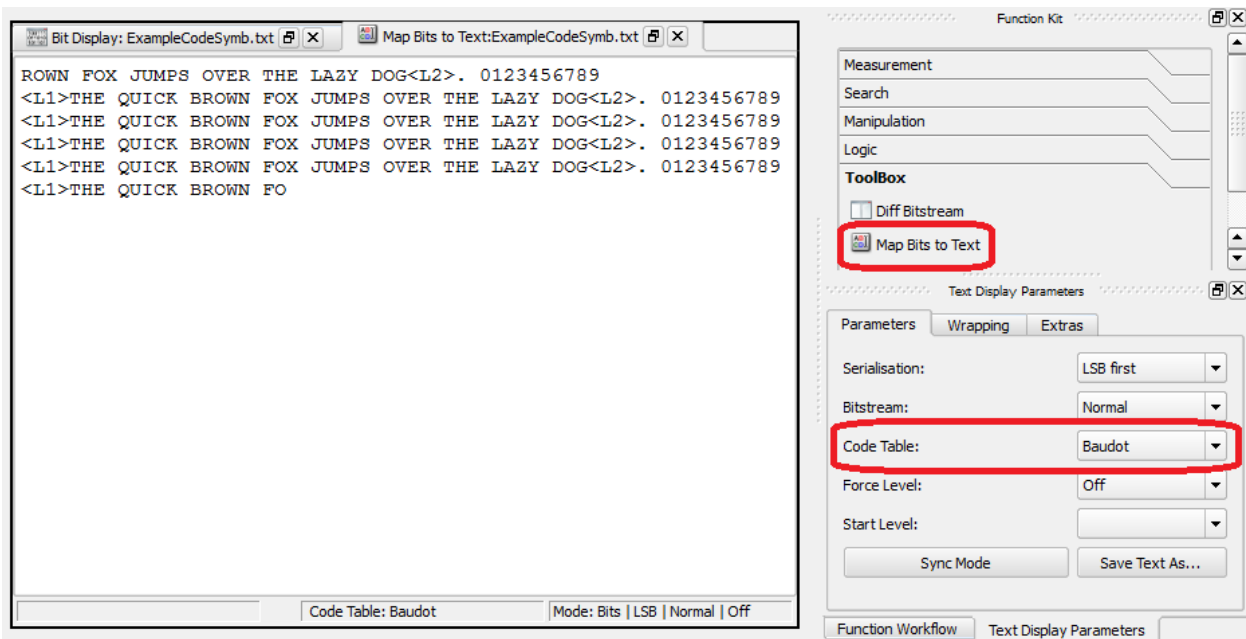 Bit Display: ExampleCodeSymb.txt
Map Bits to Text:ExampleCodeSymb.txt
ROWN FOX JUMPS OVER THE LAZY DOG<L2>. 0123456789
<L1>THE QUICK BROWN FOX JUMPS OVER THE LAZY DOG<L2>. 0123456789
<L1>THE QUICK BROWN FOX JUMPS OVER THE LAZY DOG<L2>. 0123456789
<L1>THE QUICK BROWN FOX JUMPS OVER THE LAZY DOG<L2>. 0123456789
<L1>THE QUICK BROWN FOX JUMPS OVER THE LAZY DOG<L2>. 0123456789
<L1>THE QUICK BROWN FO
Code Table: Baudot
Mode: Bits | LSB | Normal | Off
Function Kit
Measurement
Search
Manipulation
Logic
ToolBox
Diff Bitstream
Map Bits to Text
Text Display Parameters
Parameters Wrapping Extras
Serialisation: LSB first
Bitstream: Normal
Code Table: Baudot
Force Level: Off
Start Level:
Sync Mode Save Text As...
Function Workflow Text Display Parameters